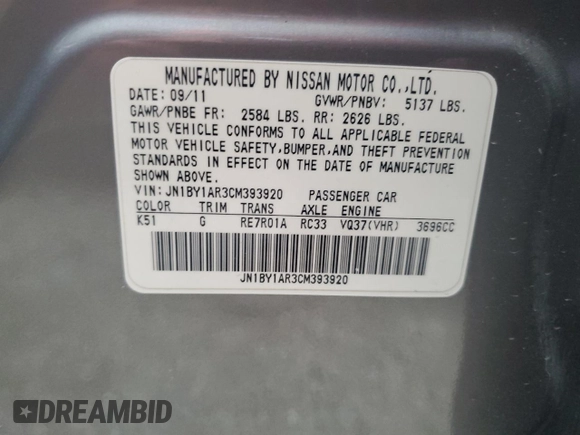 MANUFACTURED BY NISSAN MOTOR CO.,LTD.
DATE: 09/11 GVWR/PNBV: 5137 LBS.
GAWR/PNBE FR: 2584 LBS. RR: 2626 LBS.
THIS VEHICLE CONFORMS TO ALL APPLICABLE FEDERAL
MOTOR VEHICLE SAFETY,BUMPER,AND THEFT PREVENTION
STANDARDS IN EFFECT ON THE DATE OF MANUFACTURE
SHOWN ABOVE.
VIN: JN1BY1AR3CM393920 PASSENGER CAR
COLOR TRIM TRANS AXLE ENGINE
K51 G RE7R01A RC33 VQ37(VHR) 3696CC
JN1BY1AR3CM393920
DREAMBID